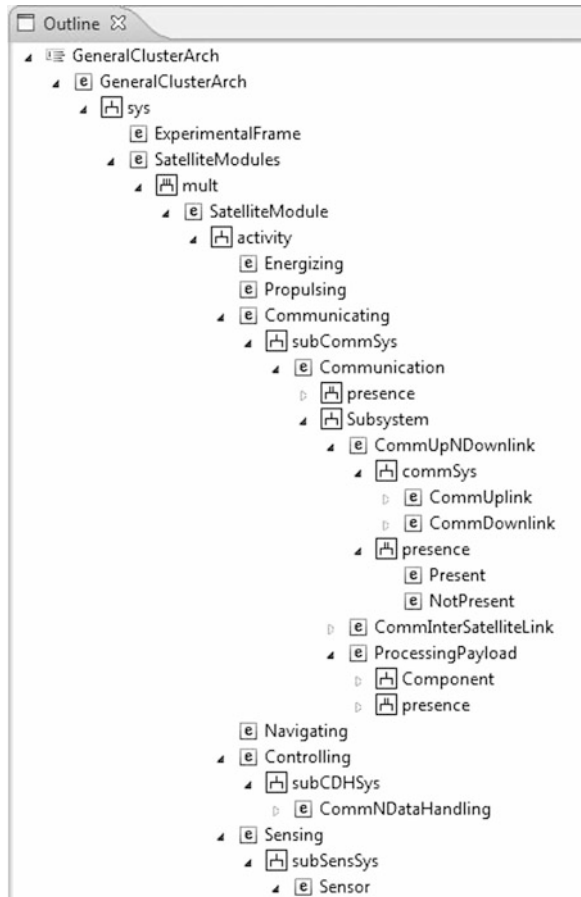 Outline
GeneralClusterArch
e GeneralClusterArch
sys
e ExperimentalFrame
e SatelliteModules
mult
e SatelliteModule
activity
e Energizing
e Propulsing
e Communicating
subCommSys
e Communication
presence
Subsystem
e CommUpNDownlink
commSys
e CommUplink
e CommDownlink
presence
e Present
e NotPresent
e CommInterSatelliteLink
e ProcessingPayload
Component
presence
e Navigating
e Controlling
subCDHSys
e CommNDataHandling
e Sensing
subSensSys
e Sensor